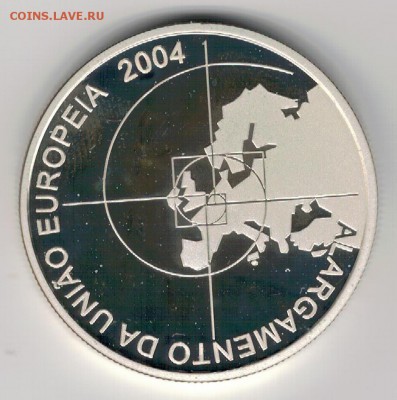 COINS.LAVE.RU
ALARGAMENTO DA UNIÃO EUROPEIA 2004